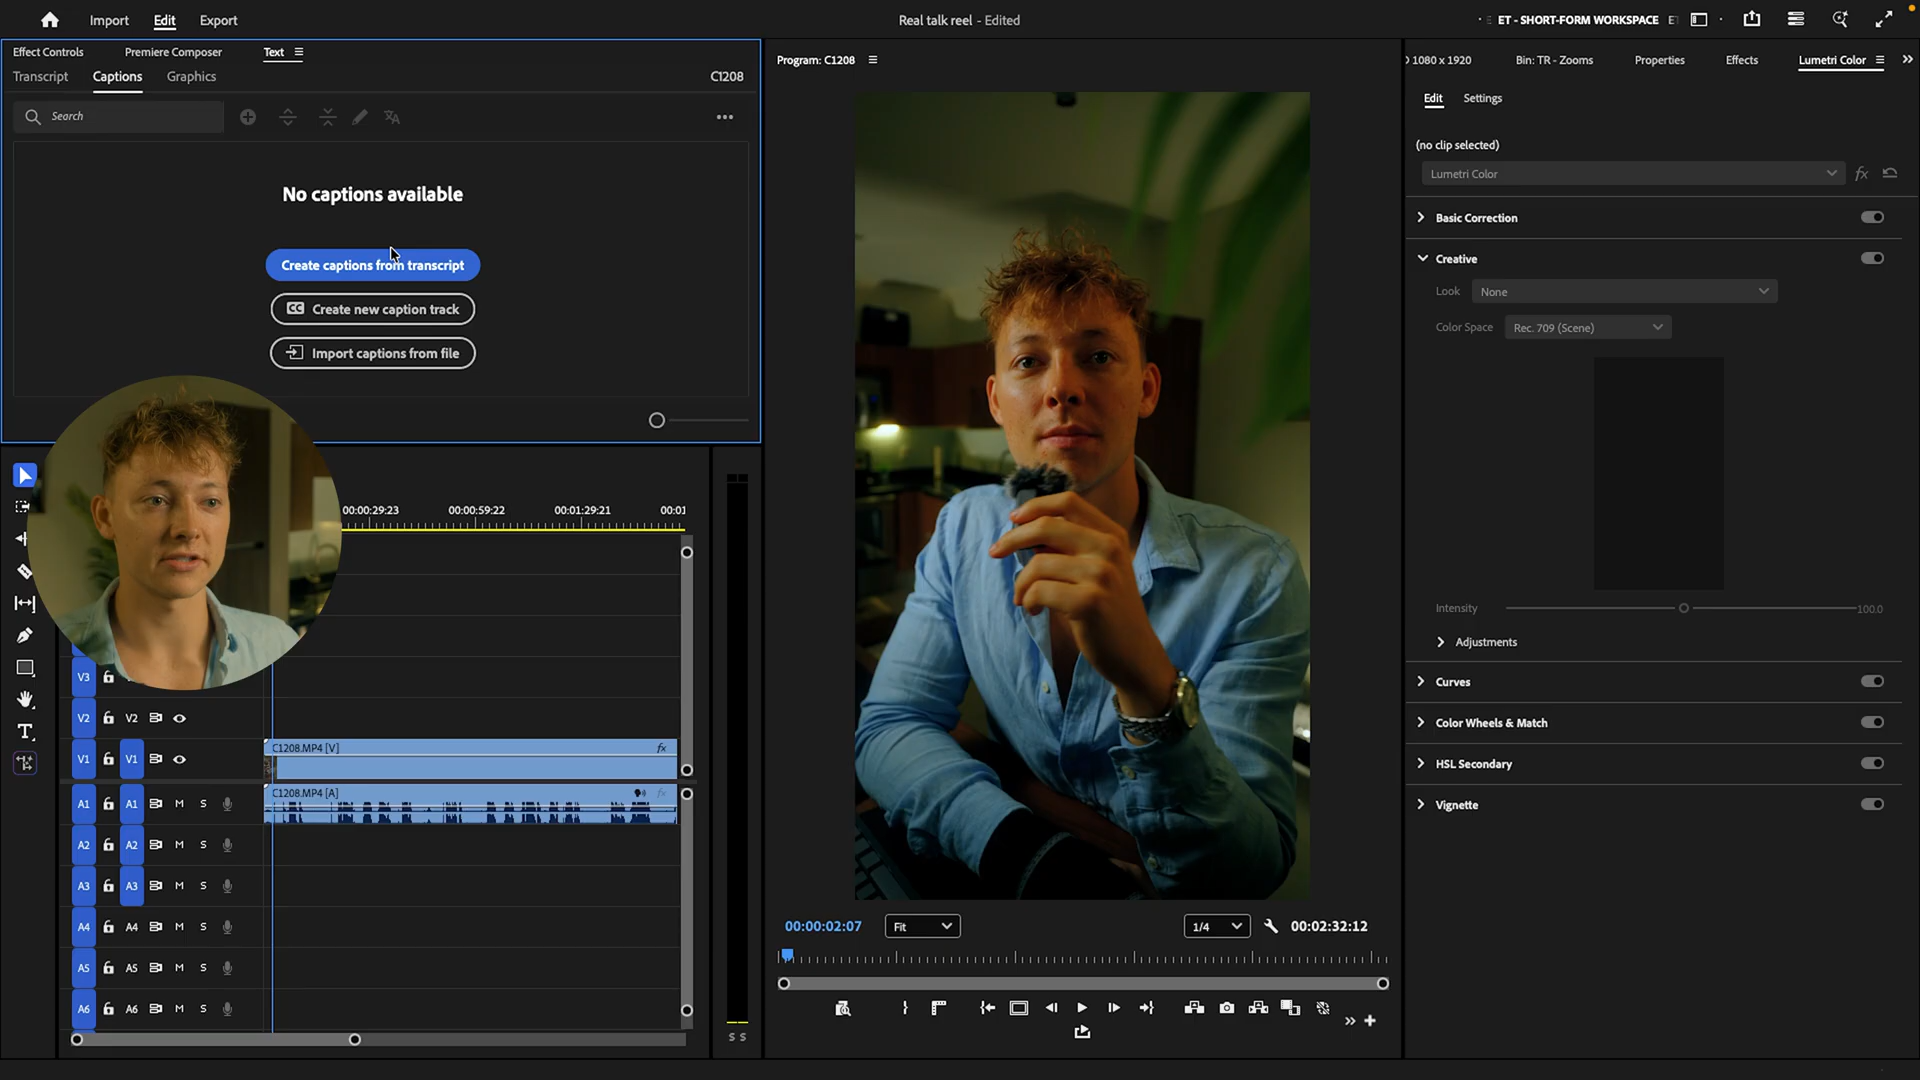 Import
Edit
Export
Real talk reel - Edited
ET - SHORT-FORM WORKSPACE
Effect Controls
Premiere Composer
Text
Transcript
Captions
Graphics
C1208
Search
No captions available
Create captions from transcript
CC Create new caption track
Import captions from file
00:00:29:23
00:00:59:22
00:01:29:21
00:01
V3
V2
V2
V1
V1
C1208.MP4 [V]
fx
A1
A1
M
S
C1208.MP4 [A]
fx
A2
A2
M
S
A3
A3
M
S
A4
A4
M
S
A5
A5
M
S
A6
A6
M
S
S S
Program: C1208
00:00:02:07
Fit
1/4
00:02:32:12
1080 x 1920
Bin: TR - Zooms
Properties
Effects
Lumetri Color
Edit
Settings
(no clip selected)
Lumetri Color
fx
Basic Correction
Creative
Look
None
Color Space
Rec. 709 (Scene)
Intensity
100.0
Adjustments
Curves
Color Wheels & Match
HSL Secondary
Vignette